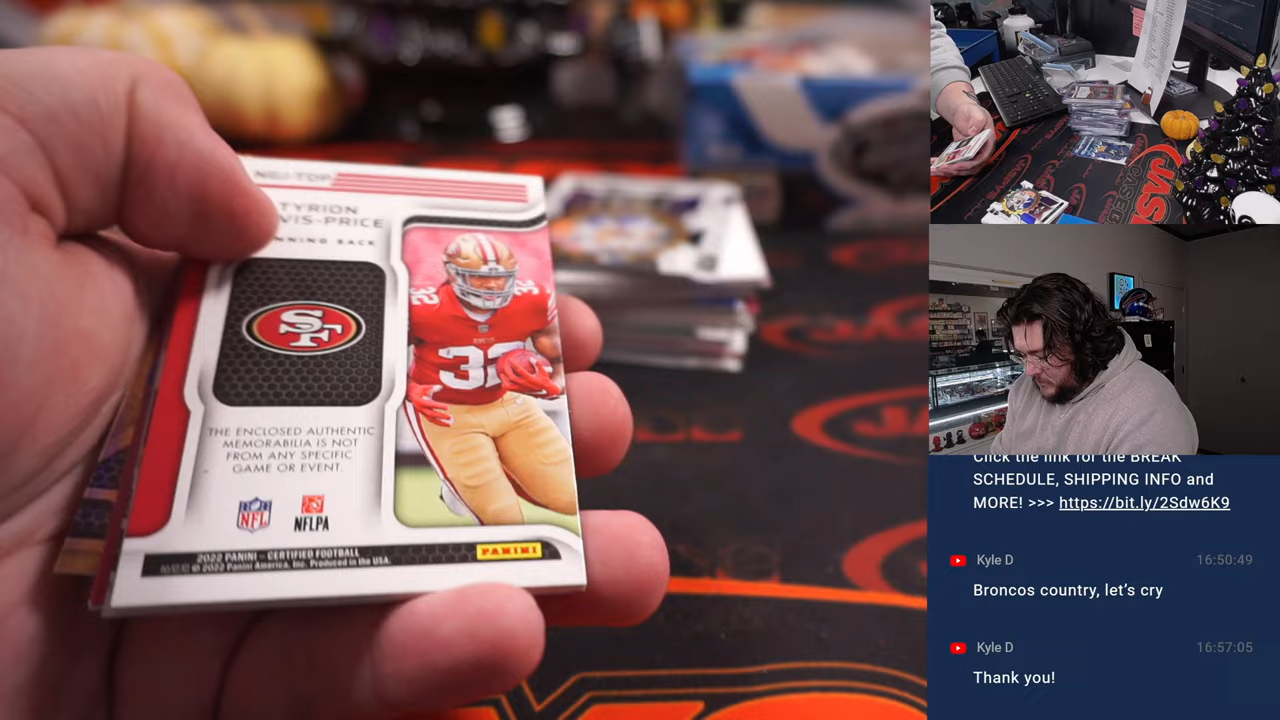 TYRION
VIS-PRICE
NNING BACK
32
32
32
SF
THE ENCLOSED AUTHENTIC
MEMORABILIA IS NOT
FROM ANY SPECIFIC
GAME OR EVENT.
NFL
NFLPA
2022 PANINI – CERTIFIED FOOTBALL
© 2022 Panini America, Inc. Produced in the USA.
PANINI
Click the link for the BREAK
SCHEDULE, SHIPPING INFO and
MORE! >>> https://bit.ly/2Sdw6K9
Kyle D 16:50:49
Broncos country, let's cry
Kyle D 16:57:05
Thank you!